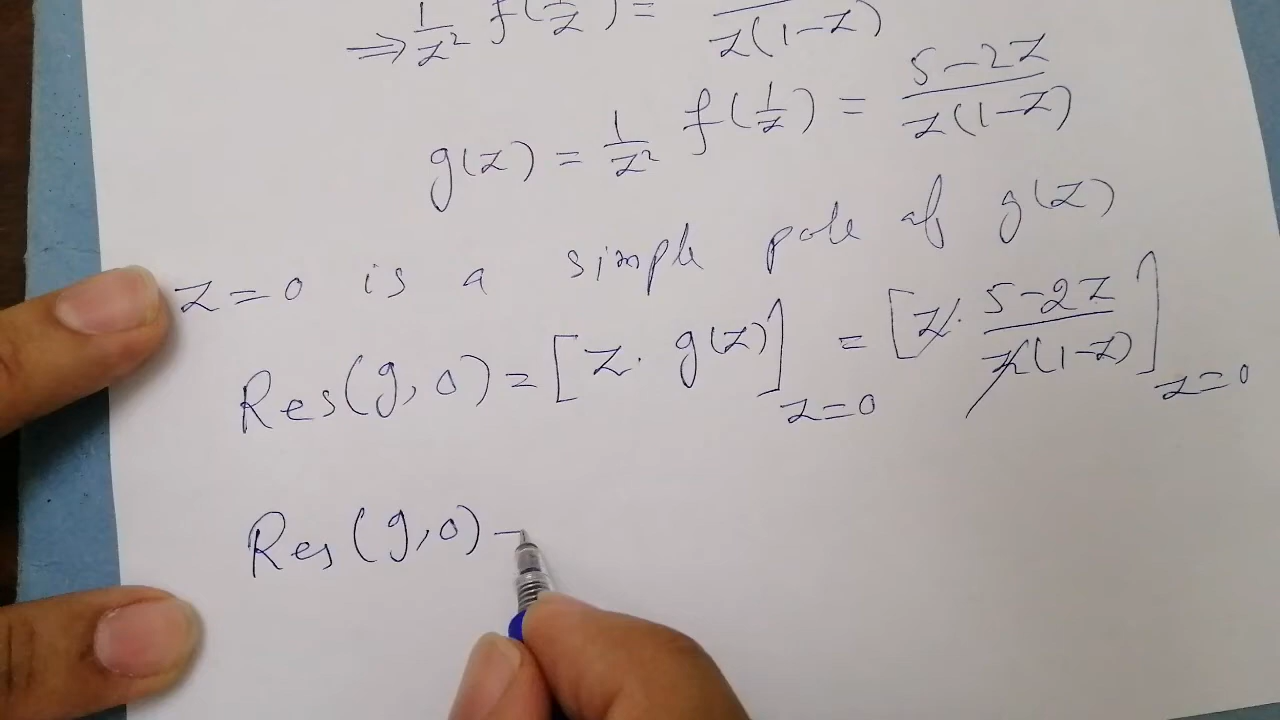 ⇒ 1/z² f(1/z) = /z(1-z)
g(z) = 1/z² f(1/z) = 5-2z/z(1-z)
z=0 is a simple pole of g(z)
Res(g,0) = [z. g(z)]z=0 = [z. 5-2z/z(1-z)]z=0
Res(g,0) -